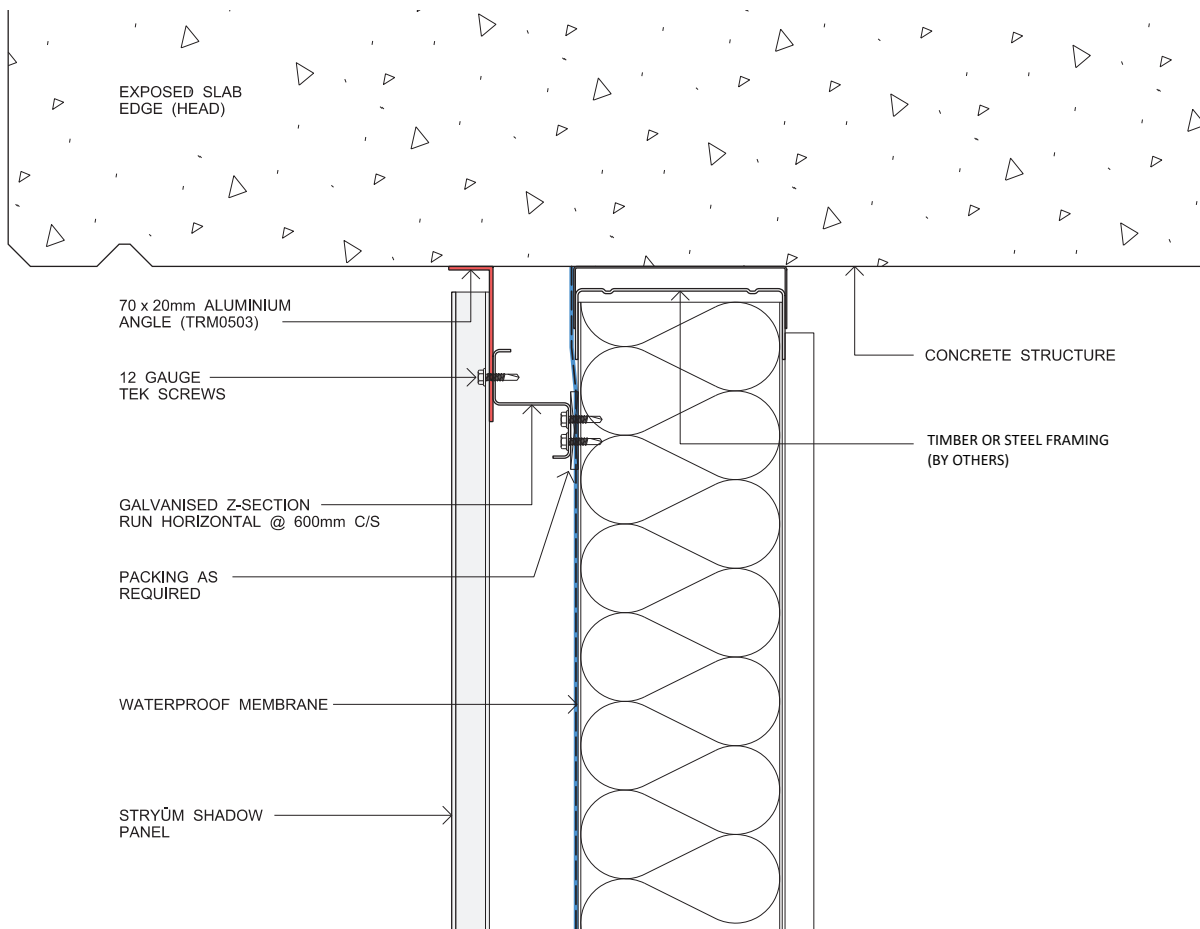 EXPOSED SLAB
EDGE (HEAD)
70 x 20mm ALUMINIUM
ANGLE (TRM0503)
12 GAUGE
TEK SCREWS
GALVANISED Z-SECTION
RUN HORIZONTAL @ 600mm C/S
PACKING AS
REQUIRED
WATERPROOF MEMBRANE
STRYÜM SHADOW
PANEL
CONCRETE STRUCTURE
TIMBER OR STEEL FRAMING
(BY OTHERS)